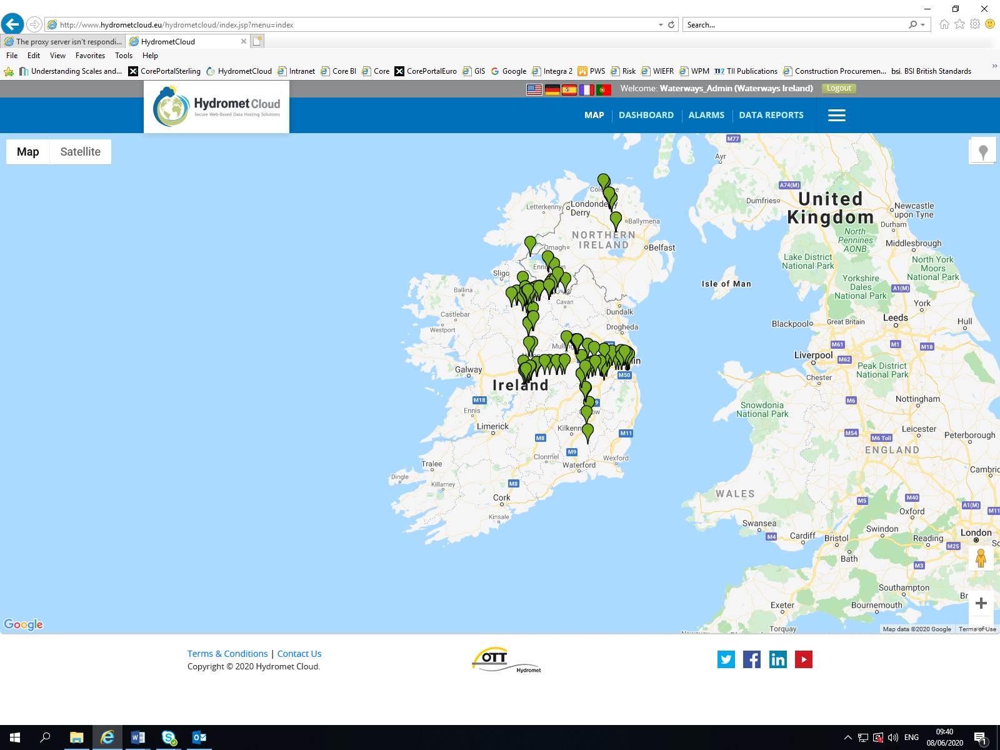 http://www.hydrometcloud.eu/hydrometcloud/index.jsp?menu=index
Search...
The proxy server isn't respondi...
HydrometCloud
File Edit View Favorites Tools Help
Understanding Scales and... CorePortalSterling HydrometCloud Intranet Core BI Core CorePortalEuro GIS Google Integra 2 PWS Risk WIEFR WPM TII Publications Construction Procuremen... bsi. BSI British Standards
Welcome: Waterways_Admin (Waterways Ireland) Logout
Hydromet Cloud
Secure Web-Based Data Hosting Solutions
MAP DASHBOARD ALARMS DATA REPORTS
Map Satellite
M77
Ayr
A74(M)
Dumfries
United
Kingdom
Newcastle
upon Tyne
Letterkenny
Londonderry
Derry
Ballymena
Durham
NORTHERN
IRELAND
North
Pennines
AONB
Middlesbrough
Omagh
Belfast
Lake District
National Park
North York
Moors
National Park
Sligo
Isle of Man
Yorkshire
Dales
National Park
Ballina
A1(M)
Cavan
York
Castlebar
Dundalk
Westport
Drogheda
Blackpool
Great Britain
Leeds
Hull
M61
M1
M18
Liverpool
M62
Peak District
National Park
Galway
M50
Chester
Ireland
M18
M6
Nottingham
Ennis
Snowdonia
National Park
Limerick
M8
M11
M54
Leicester
Peterborough
M6 Toll
ENGLAND
M9
Clonmel
Wexford
Waterford
Tralee
Dingle
Killarney
M8
Cambri
Cork
WALES
M5
M40
A1(M)
M11
Kinsale
Oxford
Swansea
M4
Cardiff
Bristol
Swindon
Reading
London
M25
Bath
M3
Southampton
Exeter
Bournemouth
Br
Torquay
Google
Map data ©2020 Google Terms of Use
Terms & Conditions | Contact Us
Copyright © 2020 Hydromet Cloud.
OTT
Hydromet
ENG
09:40
08/06/2020
1